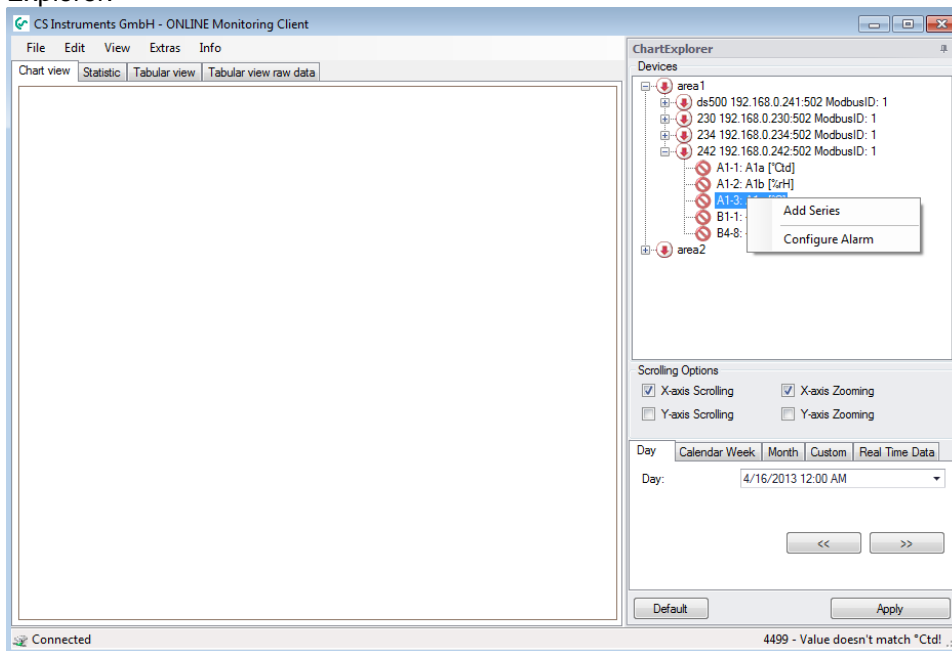 CS Instruments GmbH - ONLINE Monitoring Client
File Edit View Extras Info
Chart view Statistic Tabular view Tabular view raw data
ChartExplorer
Devices
area1
ds500 192.168.0.241:502 ModbusID: 1
230 192.168.0.230:502 ModbusID: 1
234 192.168.0.234:502 ModbusID: 1
242 192.168.0.242:502 ModbusID: 1
A1-1: A1a [°Ctd]
A1-2: A1b [%rH]
A1-3:
Add Series
B1-1:
B4-8:
Configure Alarm
area2
Scrolling Options
X-axis Scrolling X-axis Zooming
Y-axis Scrolling Y-axis Zooming
Day Calendar Week Month Custom Real Time Data
Day: 4/16/2013 12:00 AM
<< >>
Default Apply
Connected 4499 - Value doesn't match °Ctd!